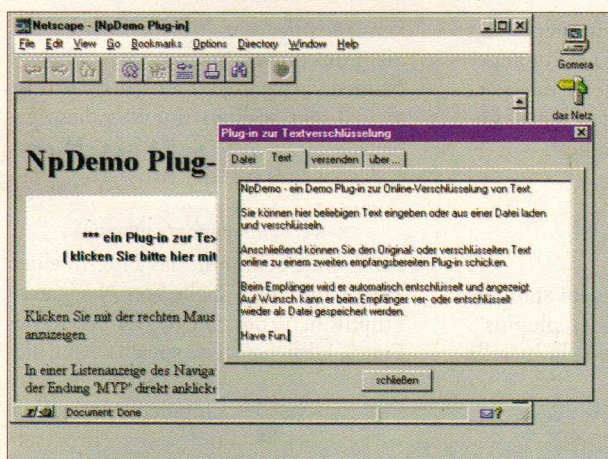 Netscape - [NpDemo Plug-in]
File Edit View Go Bookmarks Options Directory Window Help
Gomera
das Netz
NpDemo Plug-
*** ein Plug-in zur Te
( klicken Sie bitte hier mit
Klicken Sie mit der rechten Maus
anzuzeigen.
In einer Listenanzeige des Naviga
der Endung "MYP" direkt anklick
Document: Done
Plug-in zur Textverschlüsselung
Datei Text versenden über ...
NpDemo - ein Demo Plug-in zur Online-Verschlüsselung von Text.
Sie können hier beliebigen Text eingeben oder aus einer Datei laden
und verschlüsseln.
Anschließend können Sie den Original- oder verschlüsselten Text
online zu einem zweiten empfangsbereiten Plug-in schicken.
Beim Empfänger wird er automatisch entschlüsselt und angezeigt.
Auf Wunsch kann er beim Empfänger ver- oder entschlüsselt
wieder als Datei gespeichert werden.
Have Fun.
schließen